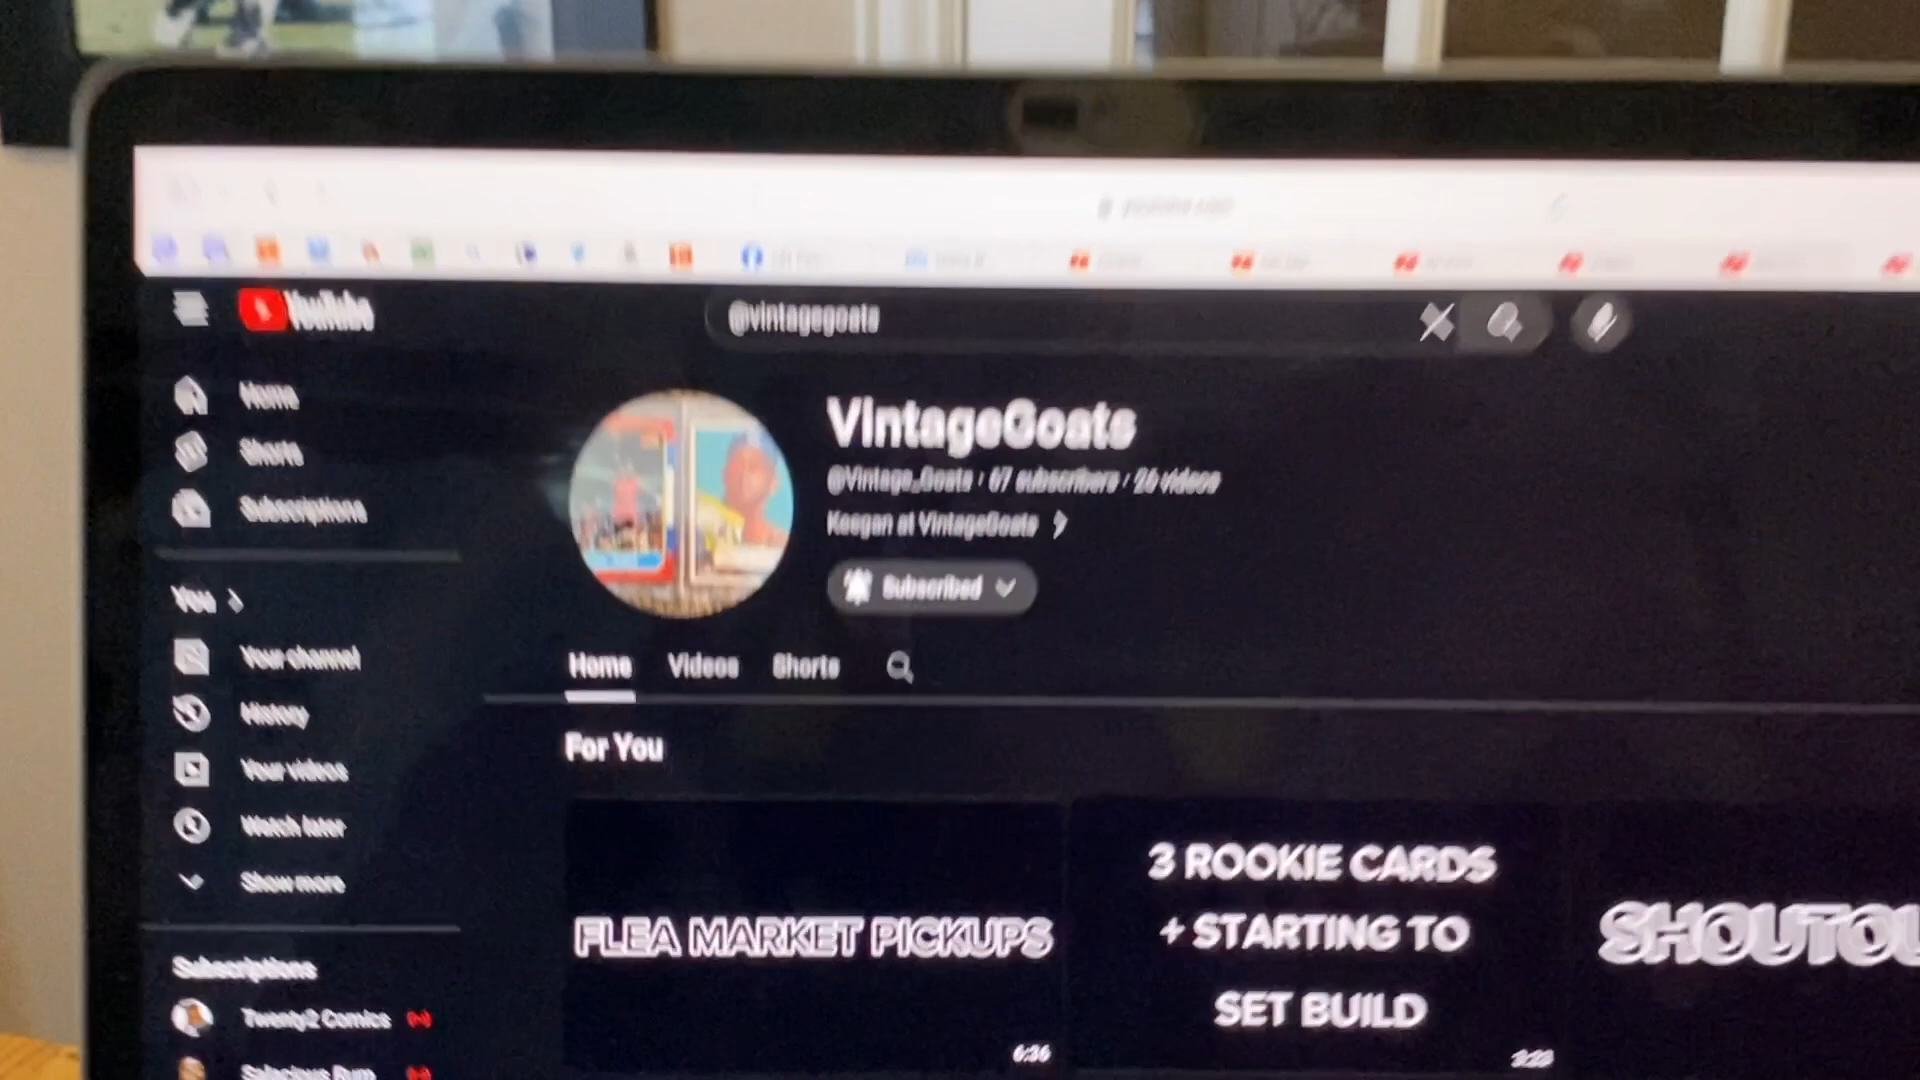 YouTube
@vintagegoats
Home
Shorts
Subscriptions
VintageGoats
@Vintage_Goats · 67 subscribers · 26 videos
Keegan at VintageGoats
Subscribed
You
Your channel
History
Your videos
Watch later
Show more
Home Videos Shorts
For You
FLEA MARKET PICKUPS
6:36
3 ROOKIE CARDS
+ STARTING TO
SET BUILD
SHOUTOU
Subscriptions
Twenty2 Comics